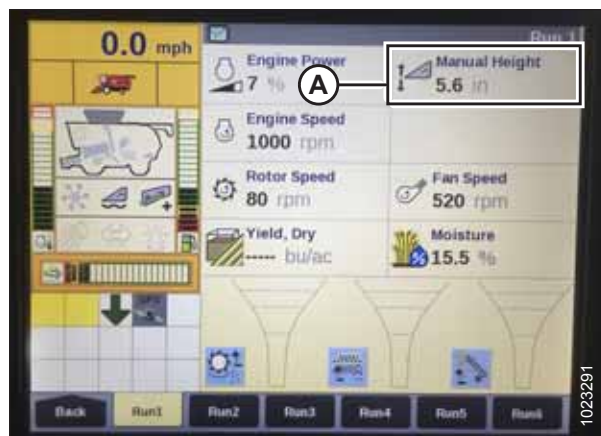 0.0 mph
Run 1
Engine Power
7 %
A
Manual Height
5.6 in
Engine Speed
1000 rpm
Rotor Speed
80 rpm
Fan Speed
520 rpm
Yield, Dry
----- bu/ac
Moisture
15.5 %
Back
Run1
Run2
Run3
Run4
Run5
Run6
1023291